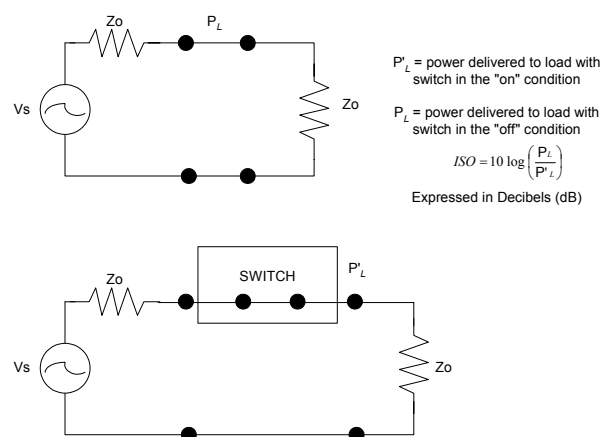 Zo
P_L
Vs
Zo
P'_L = power delivered to load with
switch in the "on" condition
P_L = power delivered to load with
switch in the "off" condition
ISO = 10 log (P_L / P'_L)
Expressed in Decibels (dB)
SWITCH
P'_L
Zo
Vs
Zo